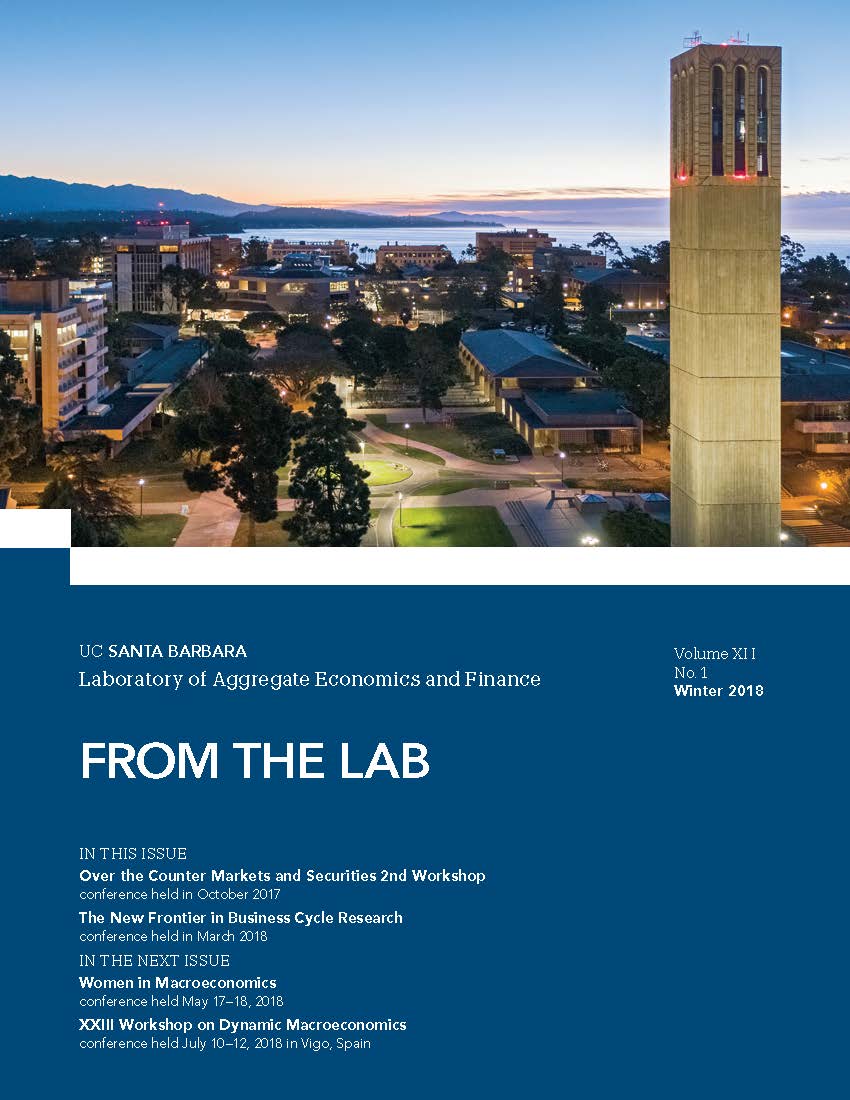 UC SANTA BARBARA
Laboratory of Aggregate Economics and Finance
Volume XII
No. 1
Winter 2018
FROM THE LAB
IN THIS ISSUE
Over the Counter Markets and Securities 2nd Workshop
conference held in October 2017
The New Frontier in Business Cycle Research
conference held in March 2018
IN THE NEXT ISSUE
Women in Macroeconomics
conference held May 17–18, 2018
XXIII Workshop on Dynamic Macroeconomics
conference held July 10–12, 2018 in Vigo, Spain